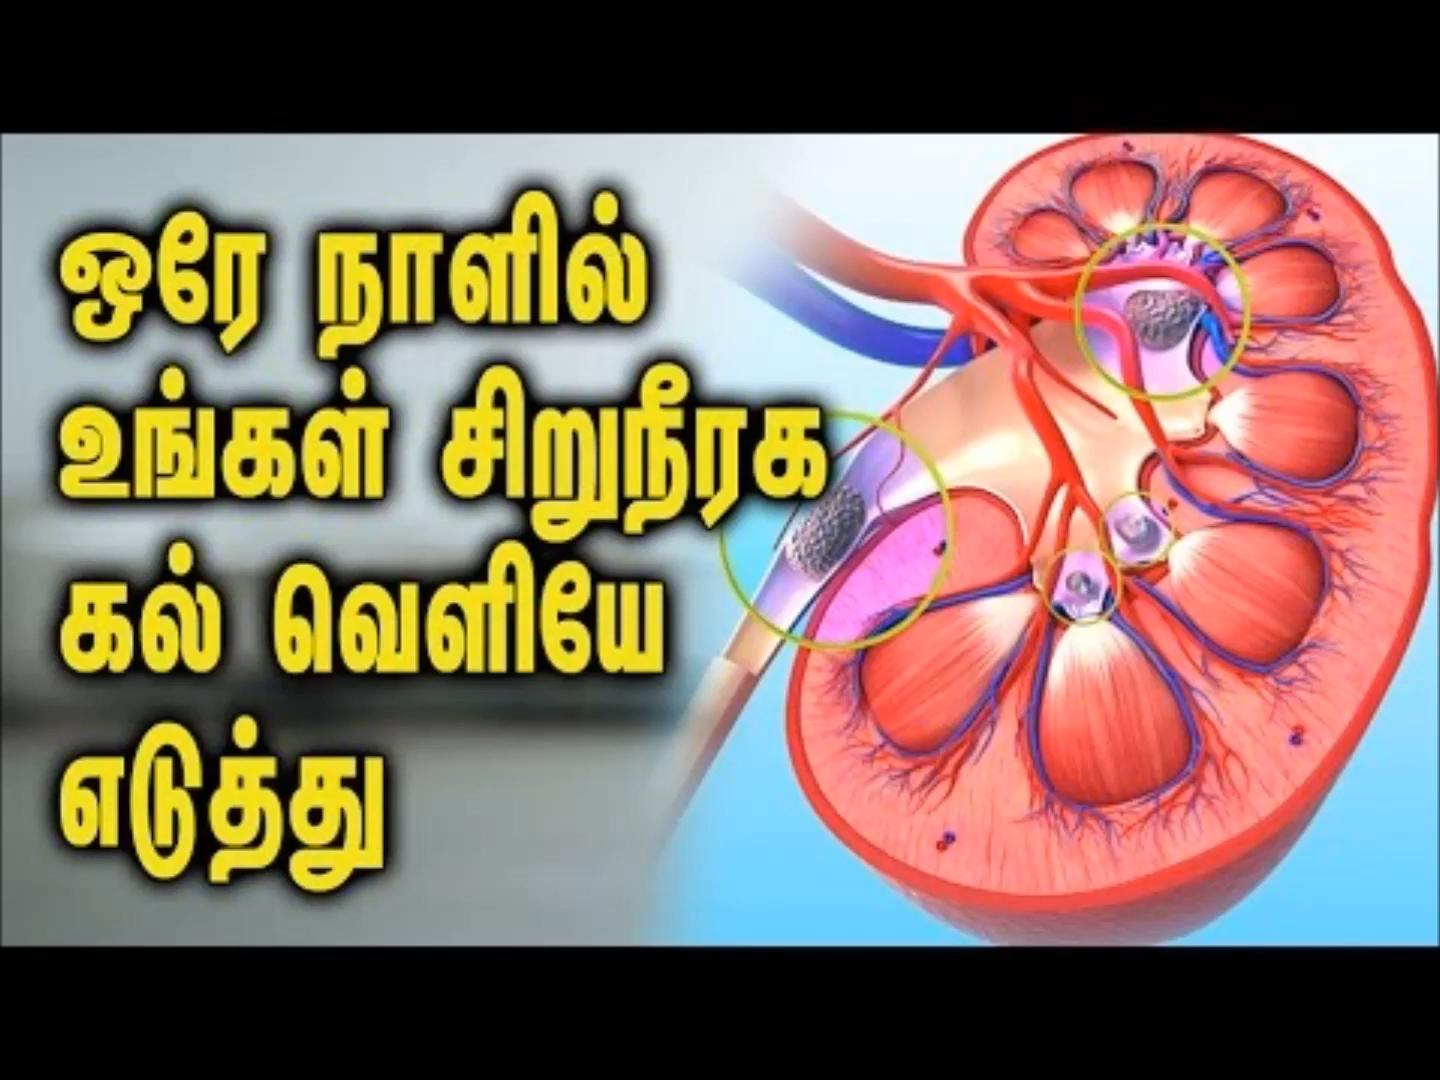 ஒரே நாளில்
உங்கள் சிறுநீரக
கல் வெளியே
எடுத்து